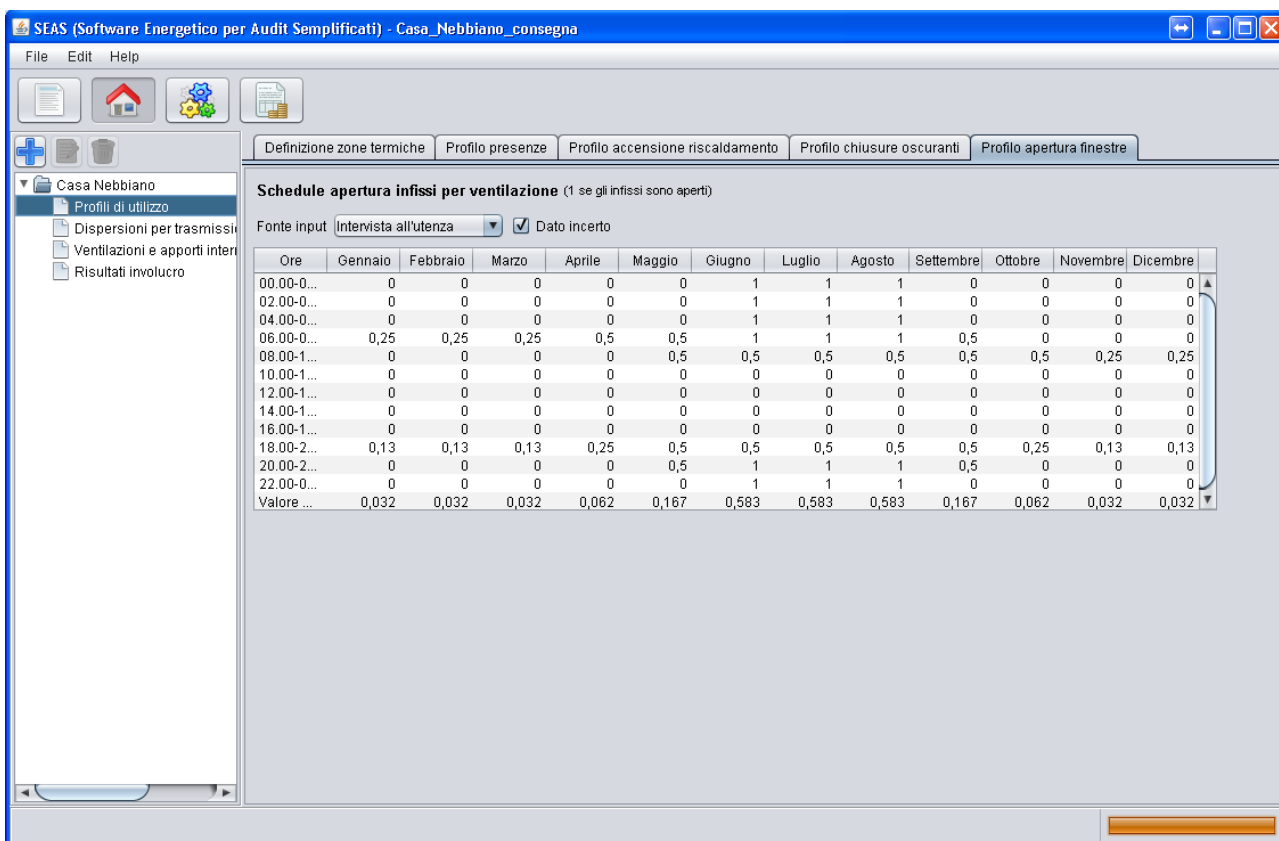 SEAS (Software Energetico per Audit Semplificati) - Casa_Nebbiano_consegna
File Edit Help
Definizione zone termiche Profilo presenze Profilo accensione riscaldamento Profilo chiusure oscuranti Profilo apertura finestre
Casa Nebbiano
Profili di utilizzo
Dispersioni per trasmissi
Ventilazioni e apporti inter
Risultati involucro
Schedule apertura infissi per ventilazione (1 se gli infissi sono aperti)
Fonte input Intervista all'utenza Dato incerto
Ore Gennaio Febbraio Marzo Aprile Maggio Giugno Luglio Agosto Settembre Ottobre Novembre Dicembre
00.00-0... 0 0 0 0 0 1 1 1 0 0 0 0
02.00-0... 0 0 0 0 0 1 1 1 0 0 0 0
04.00-0... 0 0 0 0 0 1 1 1 0 0 0 0
06.00-0... 0,25 0,25 0,25 0,5 0,5 1 1 1 0,5 0 0 0
08.00-1... 0 0 0 0 0,5 0,5 0,5 0,5 0,5 0,5 0,25 0,25
10.00-1... 0 0 0 0 0 0 0 0 0 0 0 0
12.00-1... 0 0 0 0 0 0 0 0 0 0 0 0
14.00-1... 0 0 0 0 0 0 0 0 0 0 0 0
16.00-1... 0 0 0 0 0 0 0 0 0 0 0 0
18.00-2... 0,13 0,13 0,13 0,25 0,5 0,5 0,5 0,5 0,5 0,25 0,13 0,13
20.00-2... 0 0 0 0 0,5 1 1 1 0,5 0 0 0
22.00-0... 0 0 0 0 0 1 1 1 0 0 0 0
Valore ... 0,032 0,032 0,032 0,062 0,167 0,583 0,583 0,583 0,167 0,062 0,032 0,032